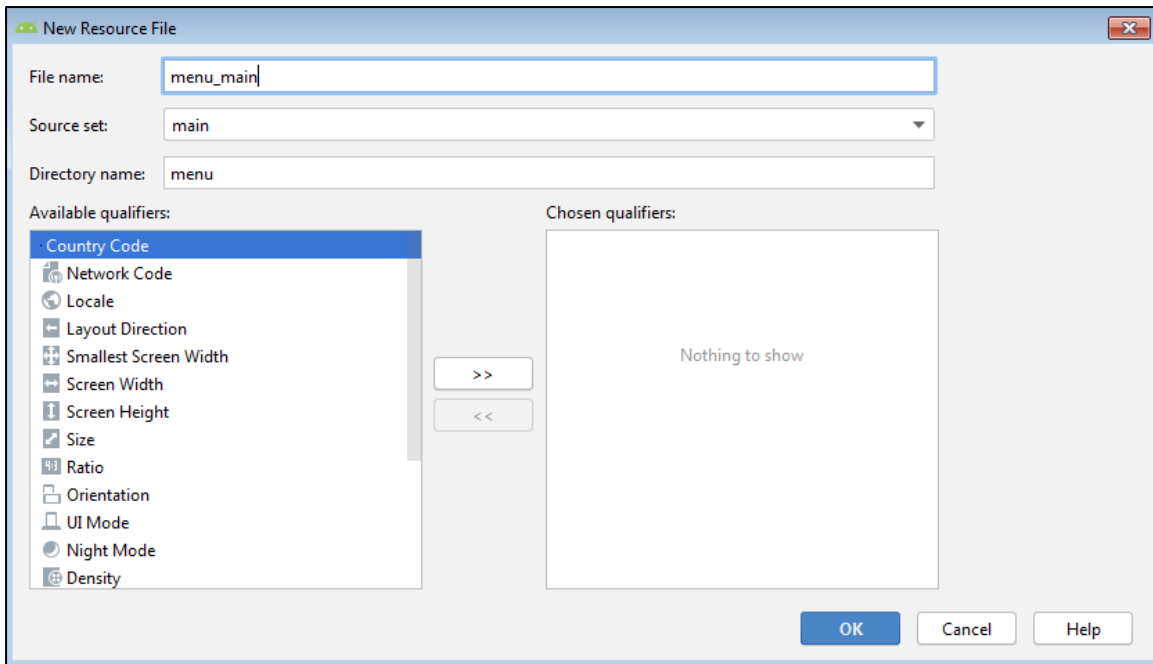 New Resource File
File name: menu_main
Source set: main
Directory name: menu
Available qualifiers:
Country Code
Network Code
Locale
Layout Direction
Smallest Screen Width
Screen Width
Screen Height
Size
Ratio
Orientation
UI Mode
Night Mode
Density
>>
<<
Chosen qualifiers:
Nothing to show
OK Cancel Help